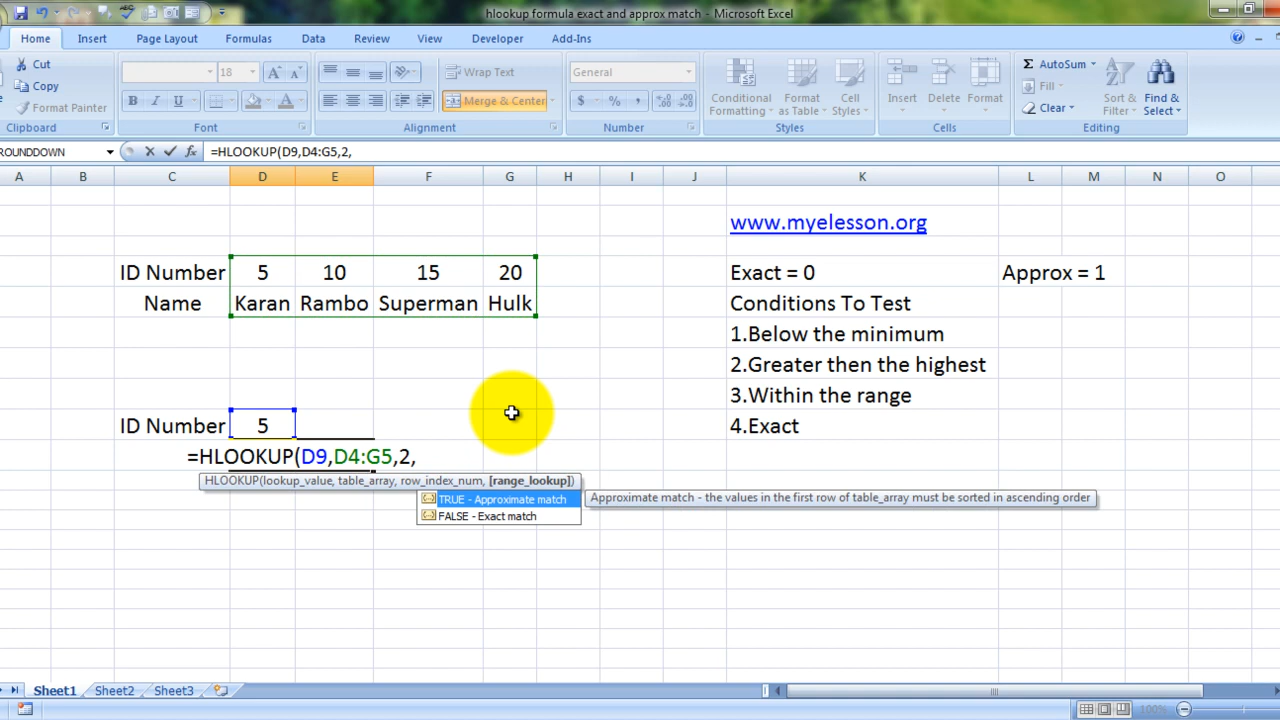 hlookup formula exact and approx match - Microsoft Excel
Home Insert Page Layout Formulas Data Review View Developer Add-Ins
Cut
Copy
Format Painter
Clipboard
18 A A
B I U A
Font
Wrap Text
Merge & Center
Alignment
General
$ % ,
Number
Conditional Formatting
Format as Table
Cell Styles
Styles
Insert
Delete
Format
Cells
Σ AutoSum
Fill
Clear
Sort & Filter
Find & Select
Editing
ROUNDDOWN fx =HLOOKUP(D9,D4:G5,2,
A B C D E F G H I J K L M N O
www.myelesson.org
ID Number 5 10 15 20 Exact = 0 Approx = 1
Name Karan Rambo Superman Hulk Conditions To Test
1.Below the minimum
2.Greater then the highest
3.Within the range
ID Number 5 4.Exact
=HLOOKUP(D9,D4:G5,2,
HLOOKUP(lookup_value, table_array, row_index_num, [range_lookup])
TRUE - Approximate match Approximate match - the values in the first row of table_array must be sorted in ascending order
FALSE - Exact match
Sheet1 Sheet2 Sheet3
100%